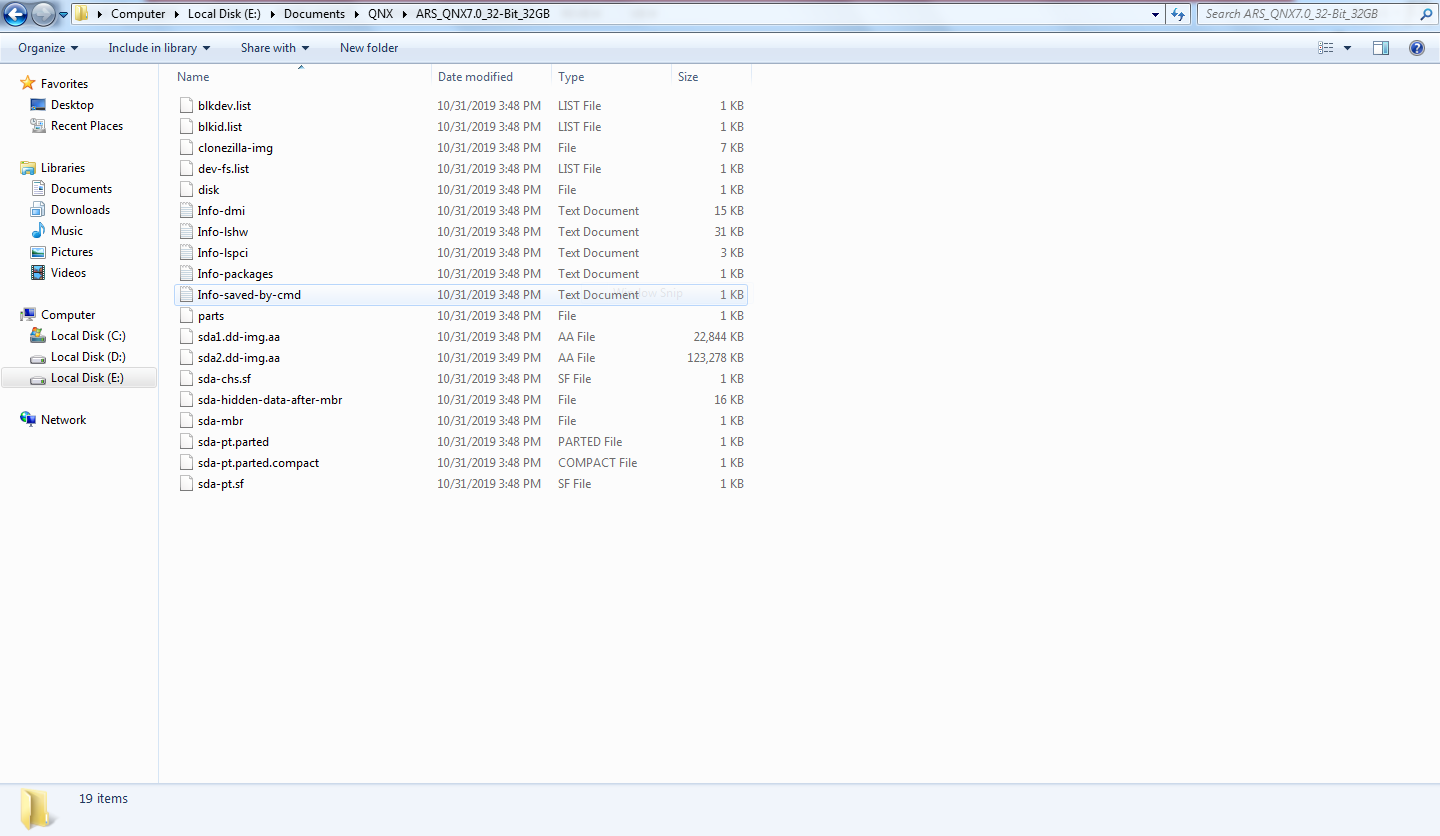 Computer Local Disk (E:) Documents QNX ARS_QNX7.0_32-Bit_32GB Search ARS_QNX7.0_32-Bit_32GB
Organize Include in library Share with New folder
Favorites
Desktop
Recent Places
Libraries
Documents
Downloads
Music
Pictures
Videos
Computer
Local Disk (C:)
Local Disk (D:)
Local Disk (E:)
Network
Name Date modified Type Size
blkdev.list 10/31/2019 3:48 PM LIST File 1 KB
blkid.list 10/31/2019 3:48 PM LIST File 1 KB
clonezilla-img 10/31/2019 3:48 PM File 7 KB
dev-fs.list 10/31/2019 3:48 PM LIST File 1 KB
disk 10/31/2019 3:48 PM File 1 KB
Info-dmi 10/31/2019 3:48 PM Text Document 15 KB
Info-lshw 10/31/2019 3:48 PM Text Document 31 KB
Info-lspci 10/31/2019 3:48 PM Text Document 3 KB
Info-packages 10/31/2019 3:48 PM Text Document 1 KB
Info-saved-by-cmd 10/31/2019 3:48 PM Text Document 1 KB
parts 10/31/2019 3:48 PM File 1 KB
sda1.dd-img.aa 10/31/2019 3:48 PM AA File 22,844 KB
sda2.dd-img.aa 10/31/2019 3:49 PM AA File 123,278 KB
sda-chs.sf 10/31/2019 3:48 PM SF File 1 KB
sda-hidden-data-after-mbr 10/31/2019 3:48 PM File 16 KB
sda-mbr 10/31/2019 3:48 PM File 1 KB
sda-pt.parted 10/31/2019 3:48 PM PARTED File 1 KB
sda-pt.parted.compact 10/31/2019 3:48 PM COMPACT File 1 KB
sda-pt.sf 10/31/2019 3:48 PM SF File 1 KB
19 items